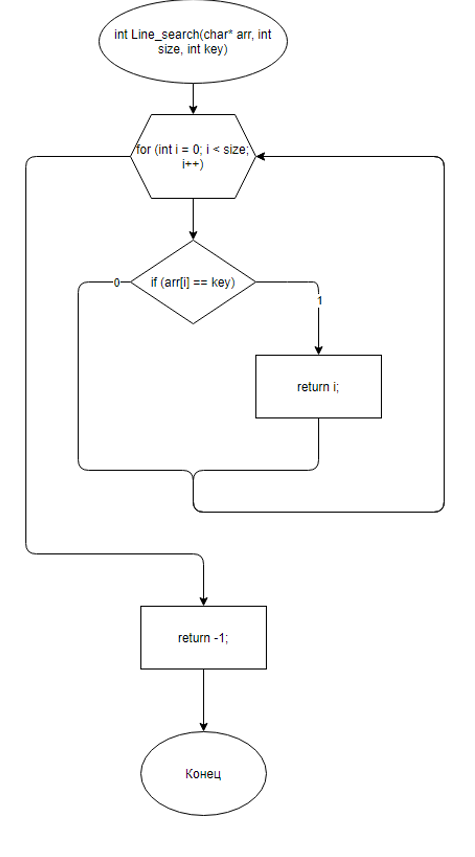 int Line_search(char* arr, int
size, int key)
for (int i = 0; i < size;
i++)
0
if (arr[i] == key)
1
return i;
return -1;
Конец